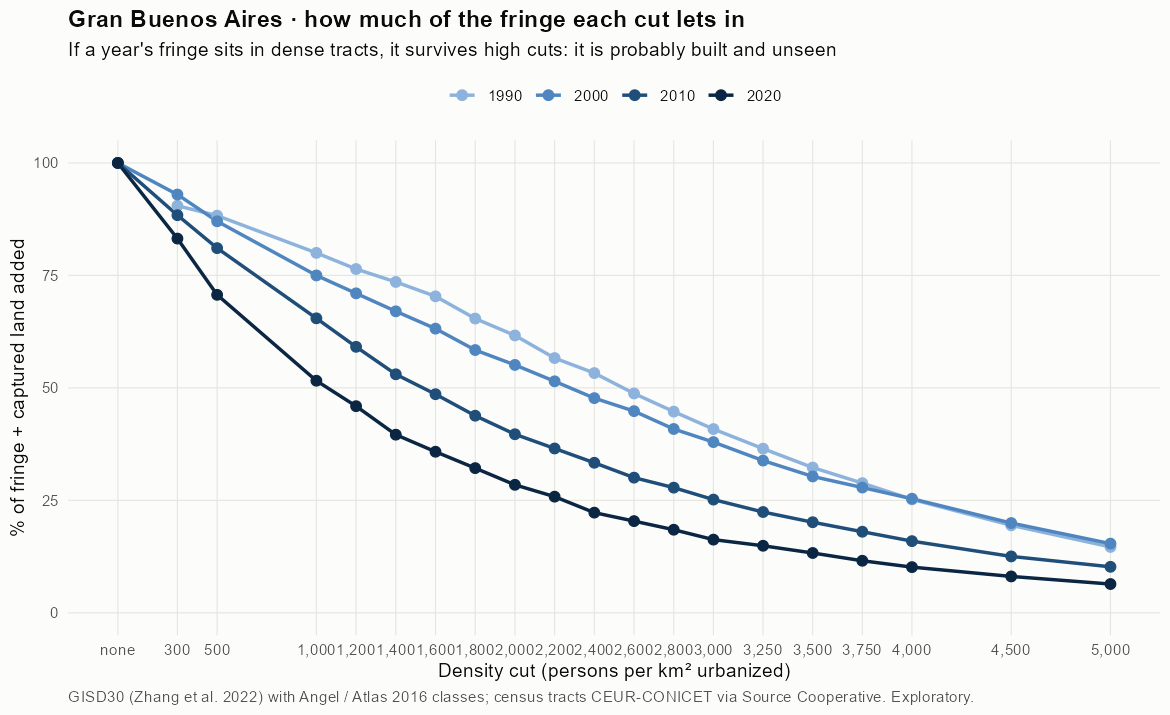 Gran Buenos Aires · how much of the fringe each cut lets in
If a year's fringe sits in dense tracts, it survives high cuts: it is probably built and unseen
1990 2000 2010 2020
% of fringe + captured land added
100
75
50
25
0
none 300 500 1,000 1,200 1,400 1,600 1,800 2,000 2,200 2,400 2,600 2,800 3,000 3,250 3,500 3,750 4,000 4,500 5,000
Density cut (persons per km² urbanized)
GISD30 (Zhang et al. 2022) with Angel / Atlas 2016 classes; census tracts CEUR-CONICET via Source Cooperative. Exploratory.